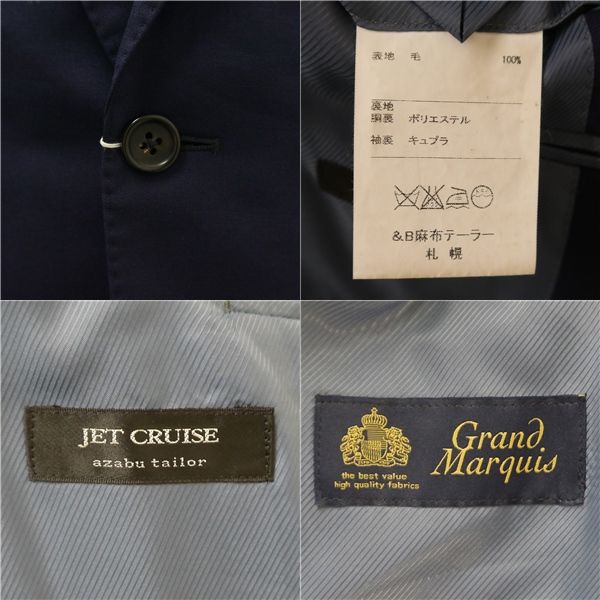 表地 毛 100%
裏地
胴裏 ポリエステル
袖裏 キュプラ
&B麻布テーラー
札幌
JET CRUISE
azabu tailor
Grand
Marquis
the best value
high quality fabrics